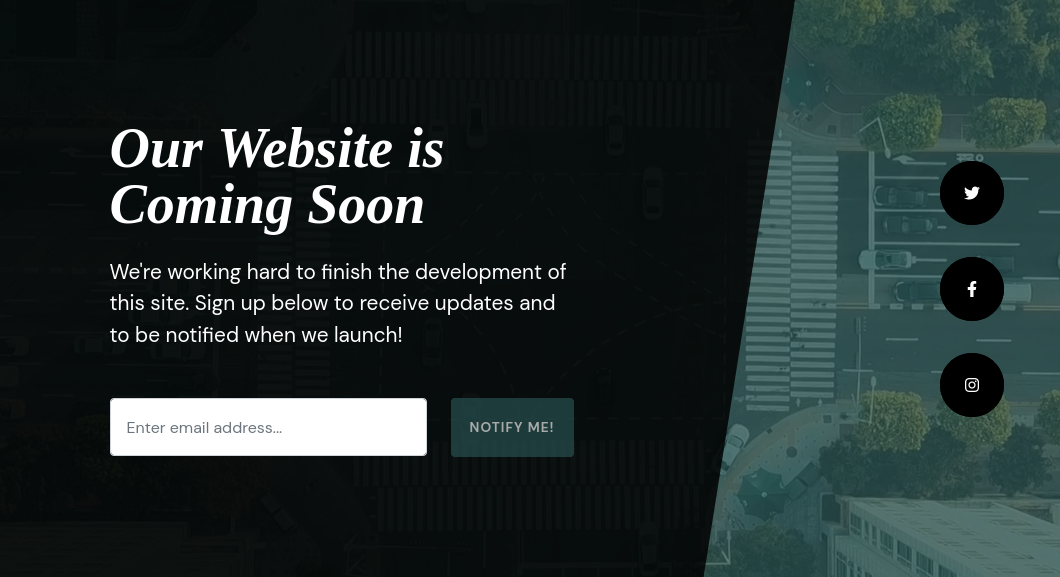 Our Website is
Coming Soon
We're working hard to finish the development of
this site. Sign up below to receive updates and
to be notified when we launch!
Enter email address...
NOTIFY ME!